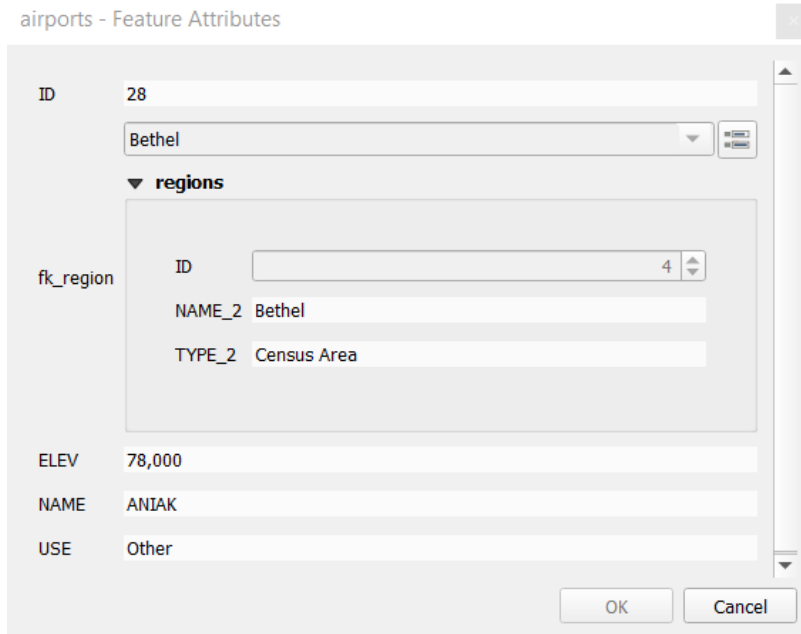 airports - Feature Attributes
ID 28
Bethel
regions
fk_region
ID 4
NAME_2 Bethel
TYPE_2 Census Area
ELEV 78,000
NAME ANIAK
USE Other
OK Cancel